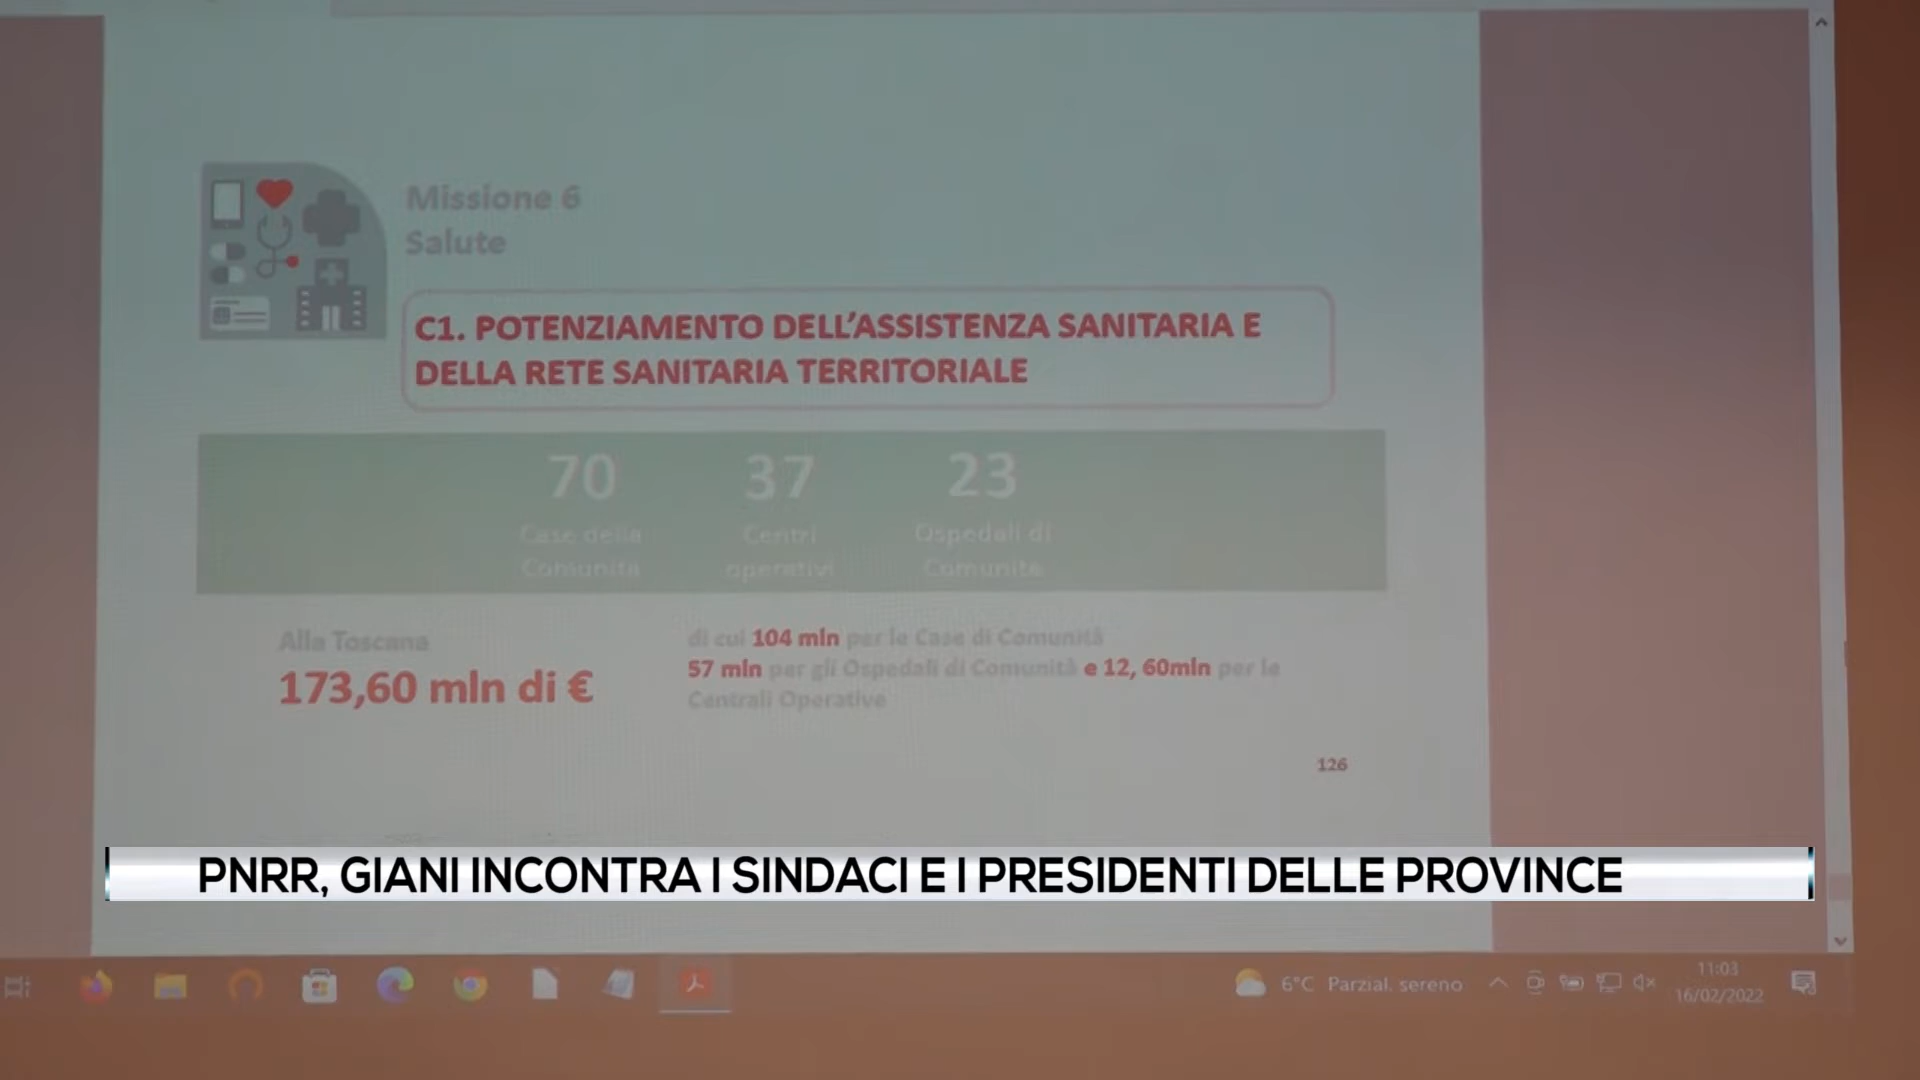 Missione 6
Salute
C1. POTENZIAMENTO DELL'ASSISTENZA SANITARIA E
DELLA RETE SANITARIA TERRITORIALE
70
37
23
Case della
Comunità
Centri
operativi
Ospedali di
Comunità
Alla Toscana
173,60 mln di €
di cui 104 mln per le Case di Comunità
57 mln per gli Ospedali di Comunità e 12, 60mln per le
Centrali Operative
126
PNRR, GIANI INCONTRA I SINDACI E I PRESIDENTI DELLE PROVINCE
6°C Parzial. sereno
11:03
16/02/2022